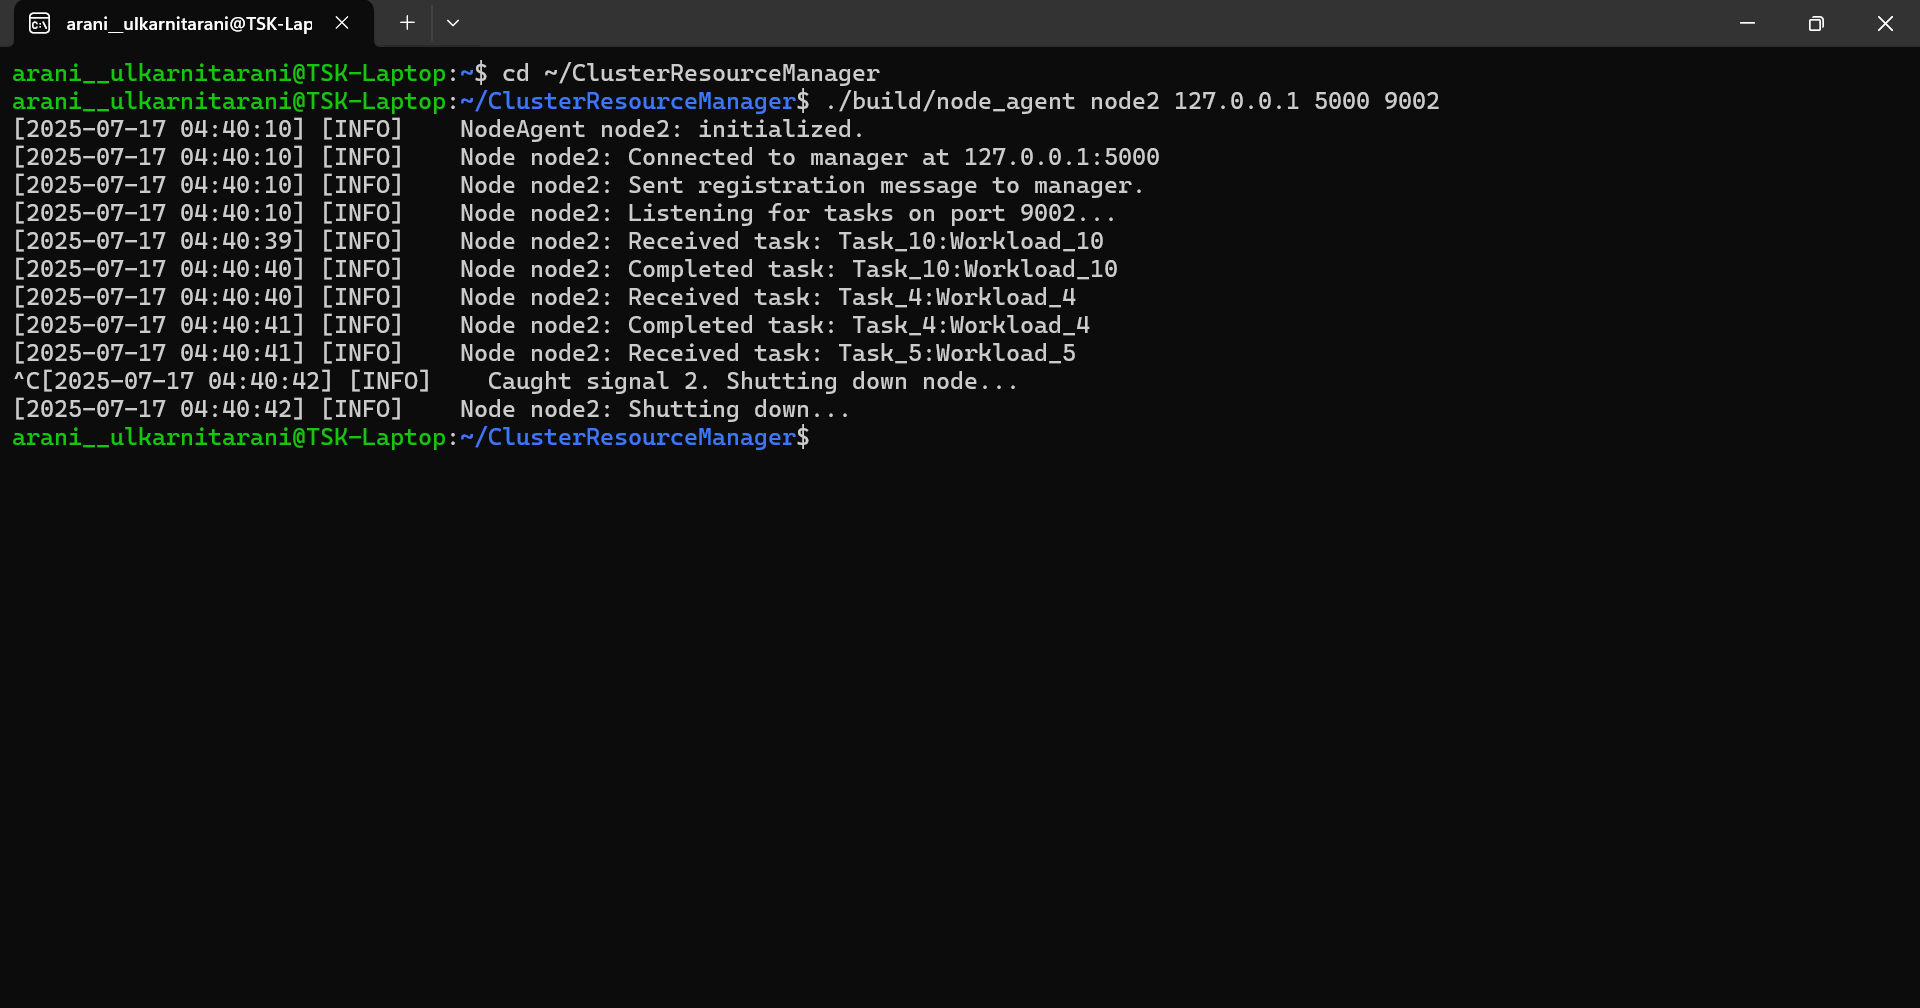 arani__ulkarnitarani@TSK-Lap
arani__ulkarnitarani@TSK-Laptop:~$ cd ~/ClusterResourceManager
arani__ulkarnitarani@TSK-Laptop:~/ClusterResourceManager$ ./build/node_agent node2 127.0.0.1 5000 9002
[2025-07-17 04:40:10] [INFO]    NodeAgent node2: initialized.
[2025-07-17 04:40:10] [INFO]    Node node2: Connected to manager at 127.0.0.1:5000
[2025-07-17 04:40:10] [INFO]    Node node2: Sent registration message to manager.
[2025-07-17 04:40:10] [INFO]    Node node2: Listening for tasks on port 9002...
[2025-07-17 04:40:39] [INFO]    Node node2: Received task: Task_10:Workload_10
[2025-07-17 04:40:40] [INFO]    Node node2: Completed task: Task_10:Workload_10
[2025-07-17 04:40:40] [INFO]    Node node2: Received task: Task_4:Workload_4
[2025-07-17 04:40:41] [INFO]    Node node2: Completed task: Task_4:Workload_4
[2025-07-17 04:40:41] [INFO]    Node node2: Received task: Task_5:Workload_5
^C[2025-07-17 04:40:42] [INFO]    Caught signal 2. Shutting down node...
[2025-07-17 04:40:42] [INFO]    Node node2: Shutting down...
arani__ulkarnitarani@TSK-Laptop:~/ClusterResourceManager$